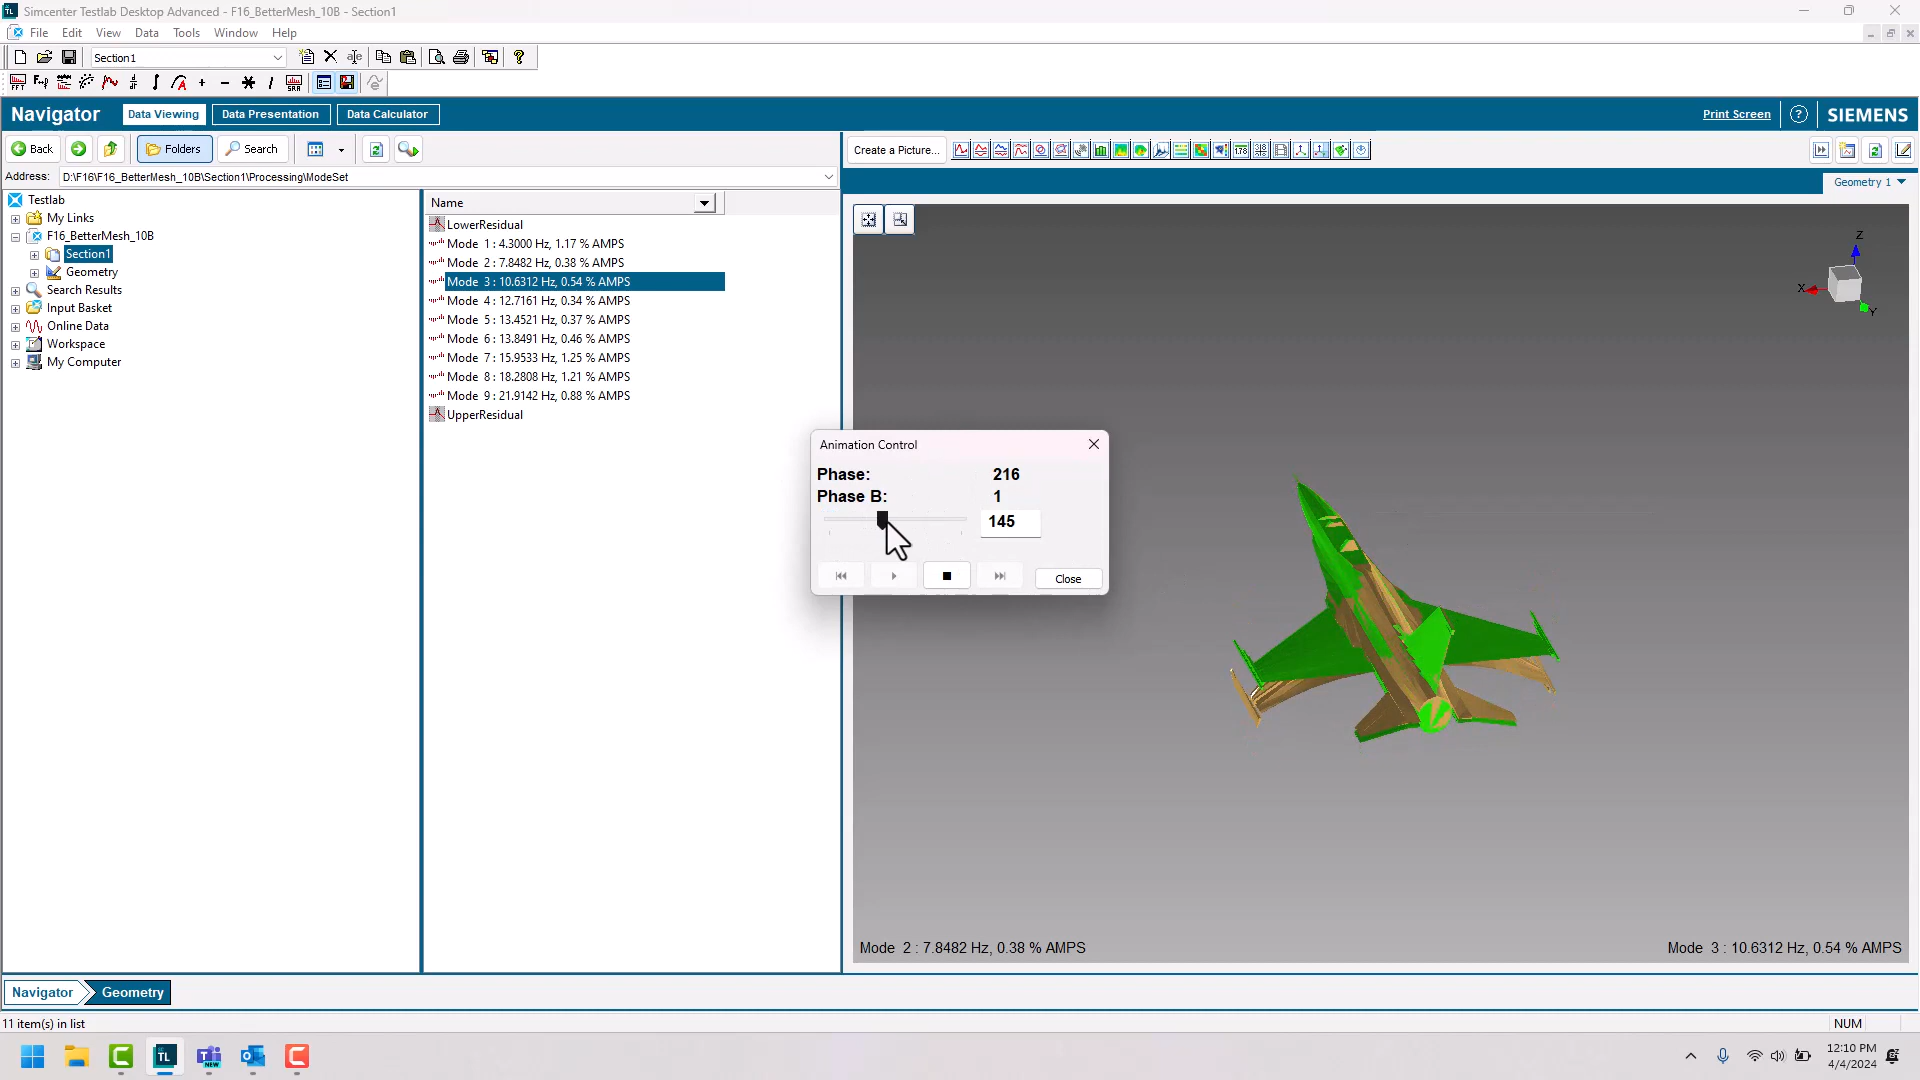 Simcenter Testlab Desktop Advanced - F16_BetterMesh_10B - Section1
File Edit View Data Tools Window Help
Section1
Navigator Data Viewing Data Presentation Data Calculator Print Screen SIEMENS
Back Folders Search Create a Picture...
Address: D:\F16\F16_BetterMesh_10B\Section1\Processing\ModeSet
Geometry 1
Testlab
My Links
F16_BetterMesh_10B
Section1
Geometry
Search Results
Input Basket
Online Data
Workspace
My Computer
Name
LowerResidual
Mode 1 : 4.3000 Hz, 1.17 % AMPS
Mode 2 : 7.8482 Hz, 0.38 % AMPS
Mode 3 : 10.6312 Hz, 0.54 % AMPS
Mode 4 : 12.7161 Hz, 0.34 % AMPS
Mode 5 : 13.4521 Hz, 0.37 % AMPS
Mode 6 : 13.8491 Hz, 0.46 % AMPS
Mode 7 : 15.9533 Hz, 1.25 % AMPS
Mode 8 : 18.2808 Hz, 1.21 % AMPS
Mode 9 : 21.9142 Hz, 0.88 % AMPS
UpperResidual
Z
X
Y
Animation Control
Phase: 216
Phase B: 1
145
Close
Mode 2 : 7.8482 Hz, 0.38 % AMPS
Mode 3 : 10.6312 Hz, 0.54 % AMPS
Navigator Geometry
11 item(s) in list
NUM
TL
NEW
12:10 PM
4/4/2024